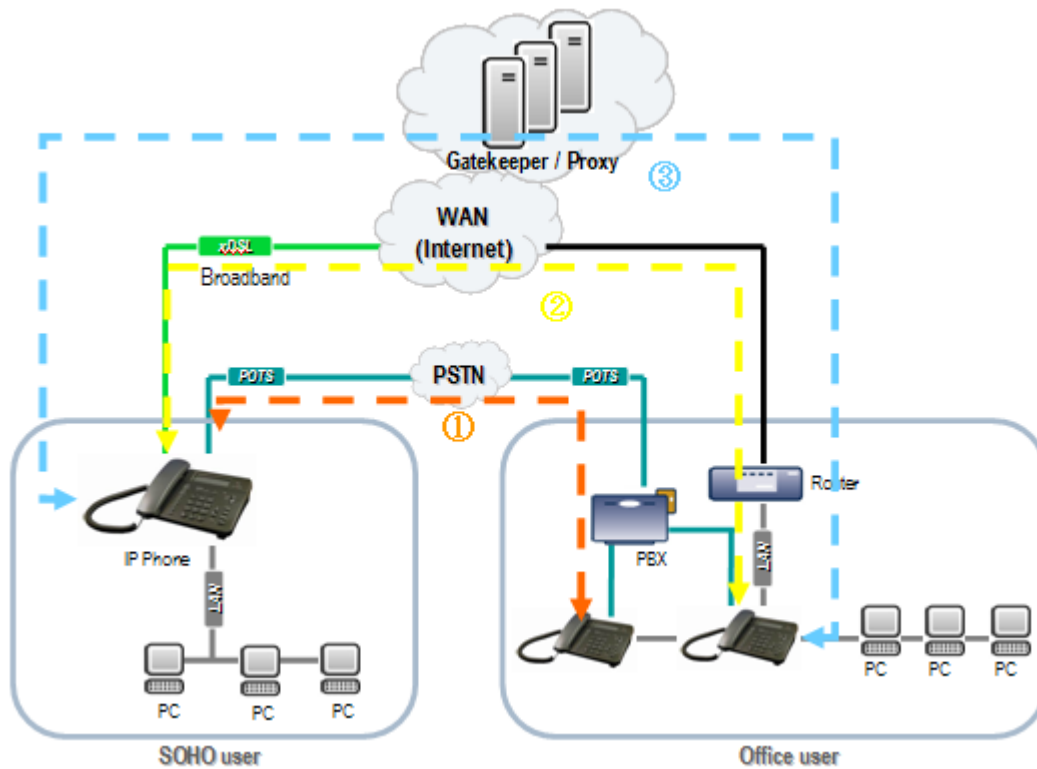 Gatekeeper / Proxy
③
WAN
(Internet)
xDSL
Broadband
②
POTS
PSTN
POTS
①
Router
IP Phone
PBX
LAN
LAN
PC
PC
PC
PC
PC
PC
SOHO user
Office user